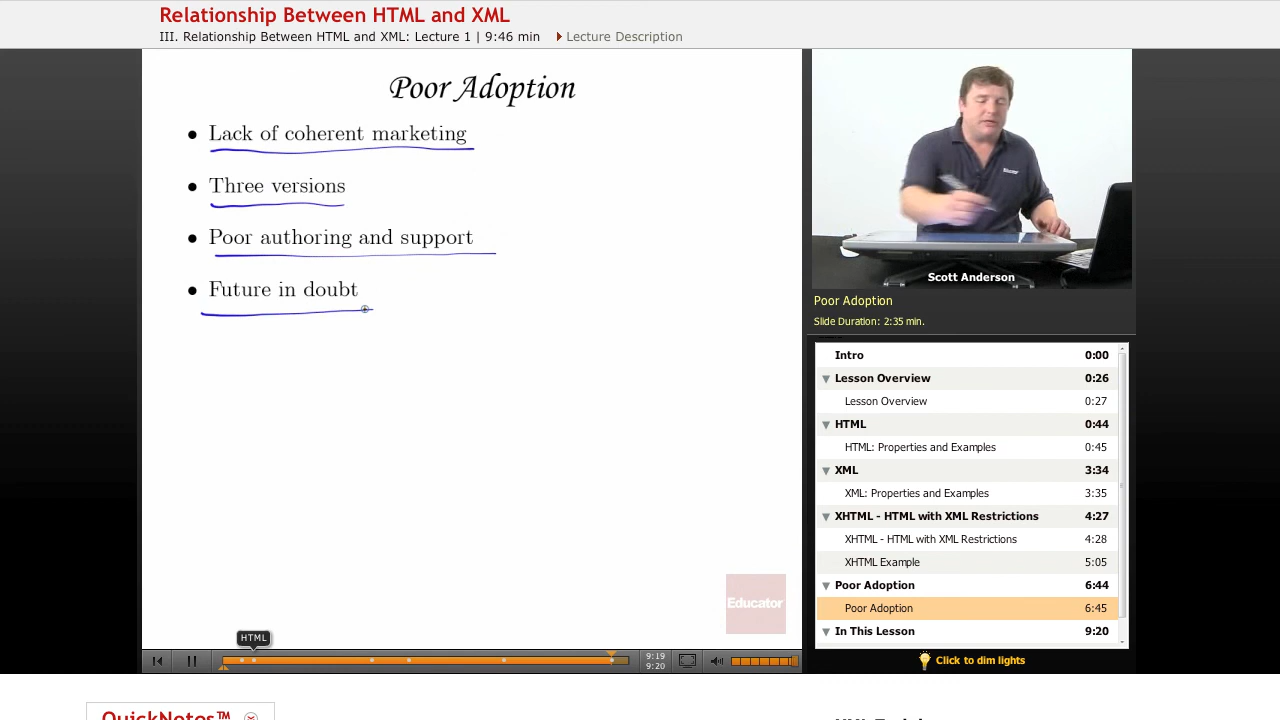 Relationship Between HTML and XML
III. Relationship Between HTML and XML: Lecture 1 | 9:46 min Lecture Description
Poor Adoption
• Lack of coherent marketing
• Three versions
• Poor authoring and support
• Future in doubt
Educator
HTML
9:19
9:20
Educator
Scott Anderson
Poor Adoption
Slide Duration: 2:35 min.
Intro 0:00
Lesson Overview 0:26
Lesson Overview 0:27
HTML 0:44
HTML: Properties and Examples 0:45
XML 3:34
XML: Properties and Examples 3:35
XHTML - HTML with XML Restrictions 4:27
XHTML - HTML with XML Restrictions 4:28
XHTML Example 5:05
Poor Adoption 6:44
Poor Adoption 6:45
In This Lesson 9:20
Click to dim lights
QuickNotes™